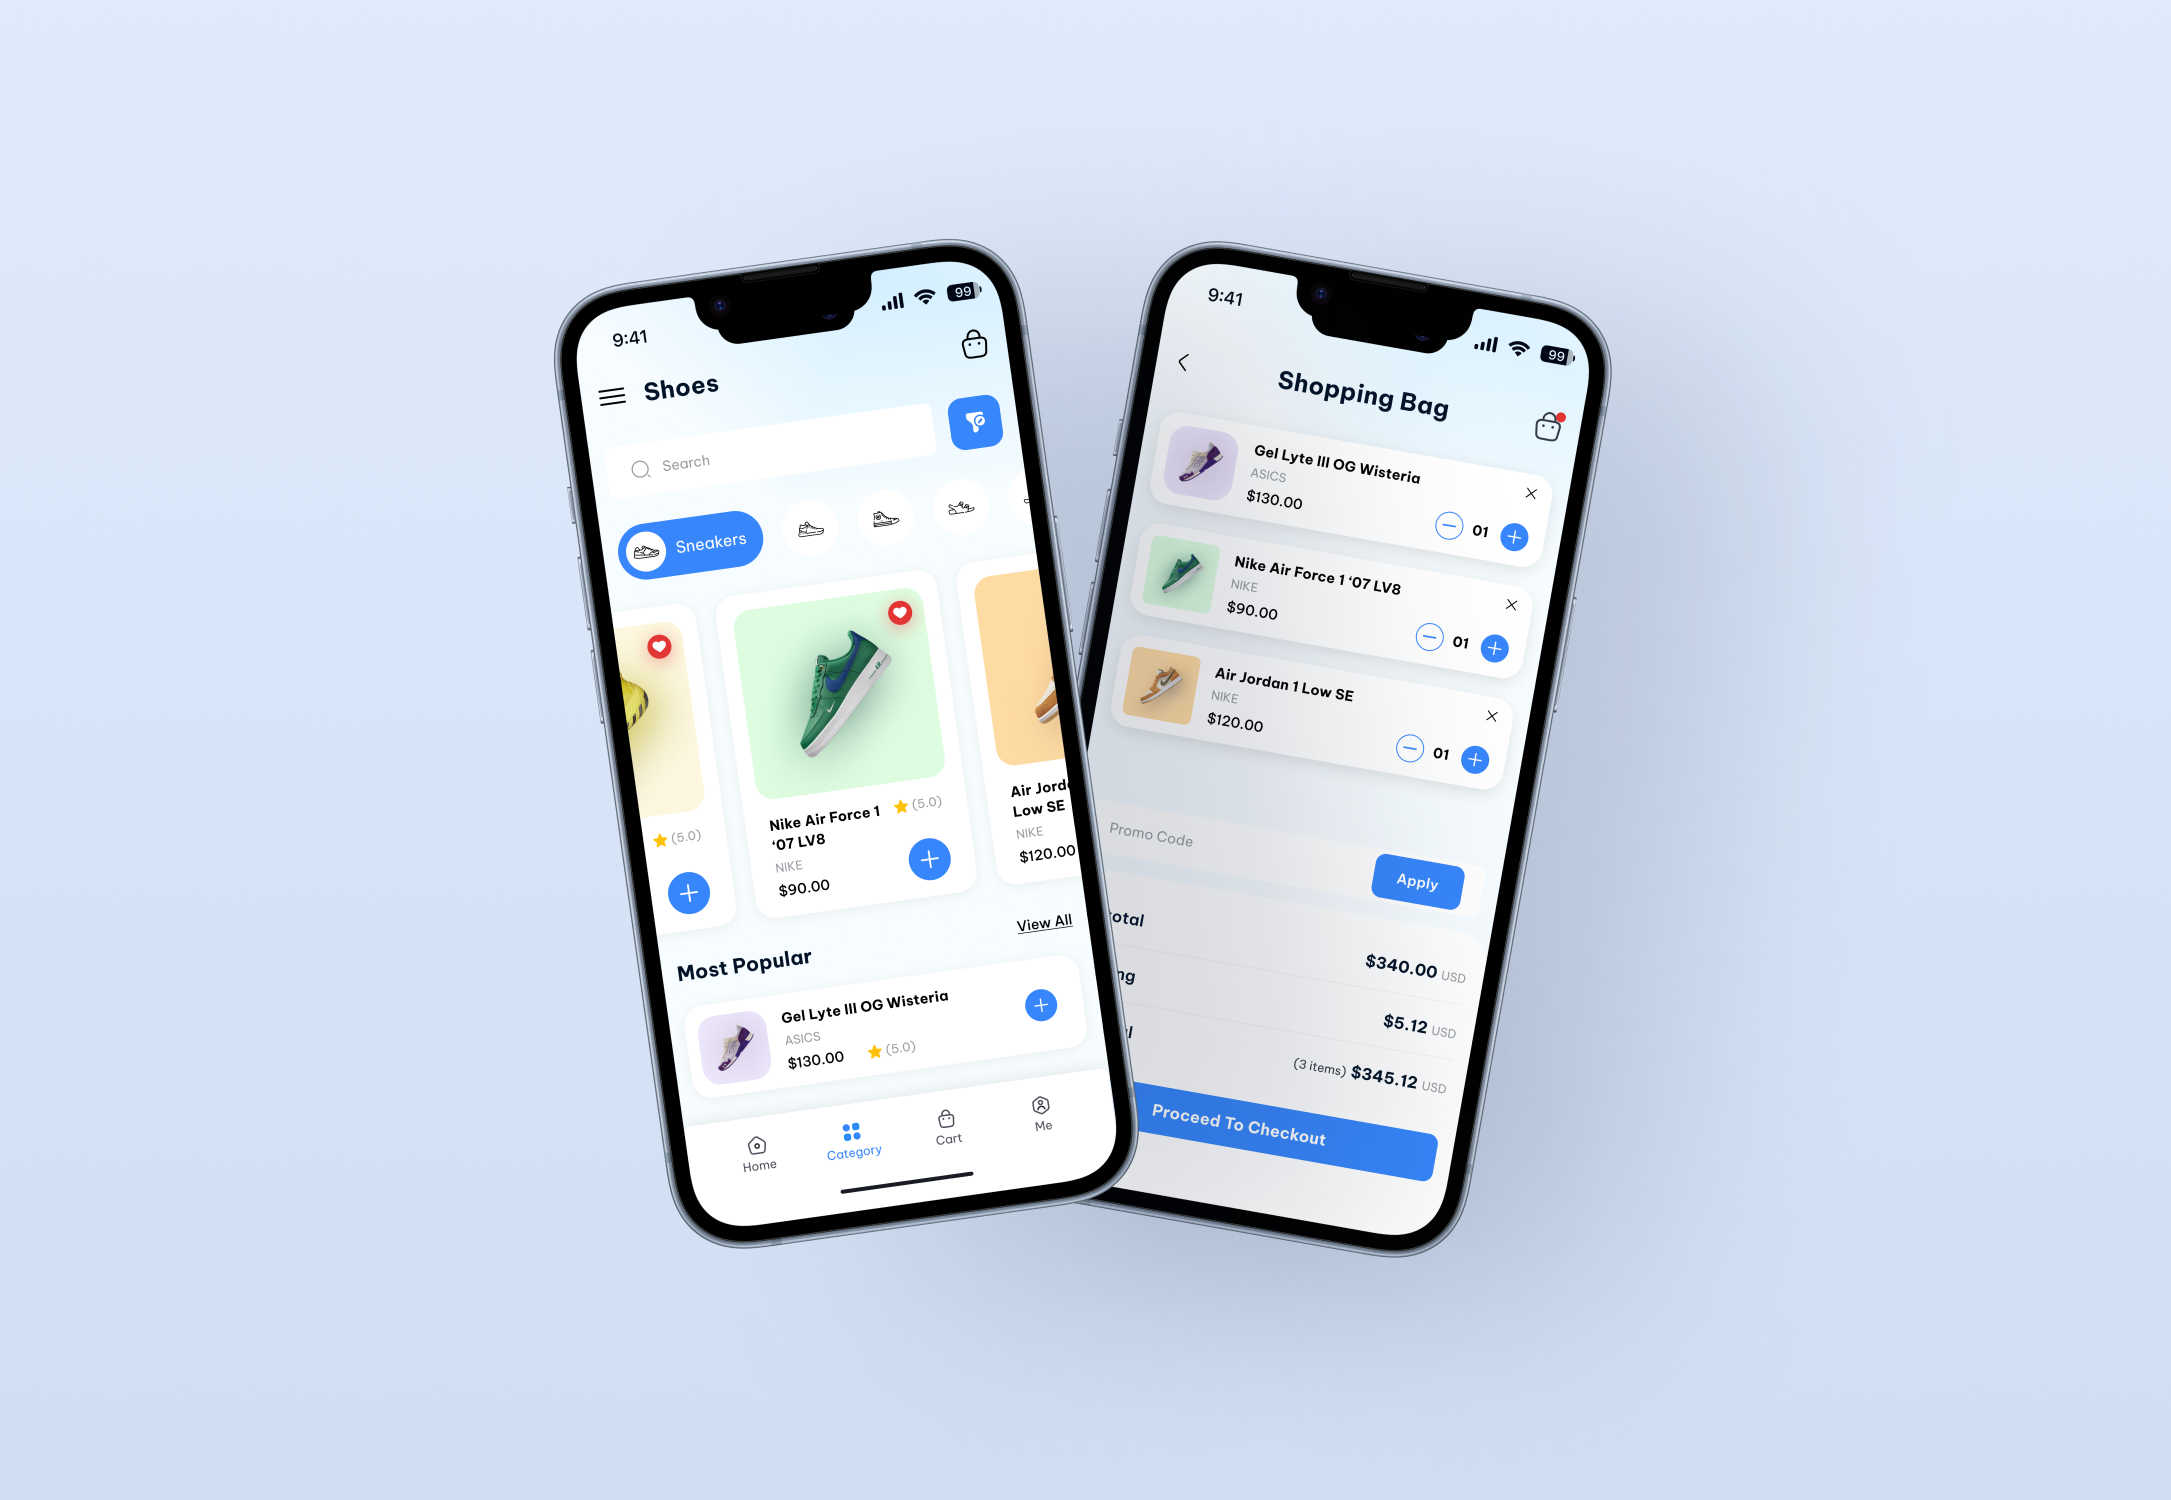 9:41
99
Shoes
Search
Sneakers
(5.0)
Nike Air Force 1
‘07 LV8
(5.0)
NIKE
$90.00
Low SE
NIKE
$120.00
View All
Most Popular
Gel Lyte III OG Wisteria
ASICS
$130.00
(5.0)
Home
Category
Cart
Me
9:41
99
Shopping Bag
Gel Lyte III OG Wisteria
ASICS
$130.00
01
Nike Air Force 1 ‘07 LV8
NIKE
$90.00
01
Air Jordan 1 Low SE
NIKE
$120.00
01
Promo Code
Apply
$340.00 USD
$5.12 USD
(3 items) $345.12 USD
Proceed To Checkout